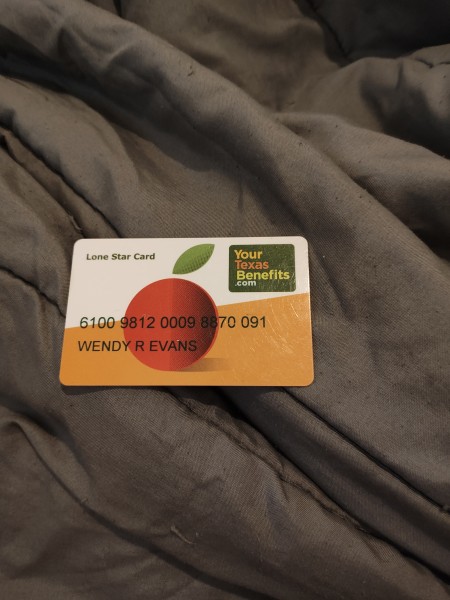 Lone Star Card
Your
Texas
Benefits
.com
6100 9812 0009 8870 091
WENDY R EVANS